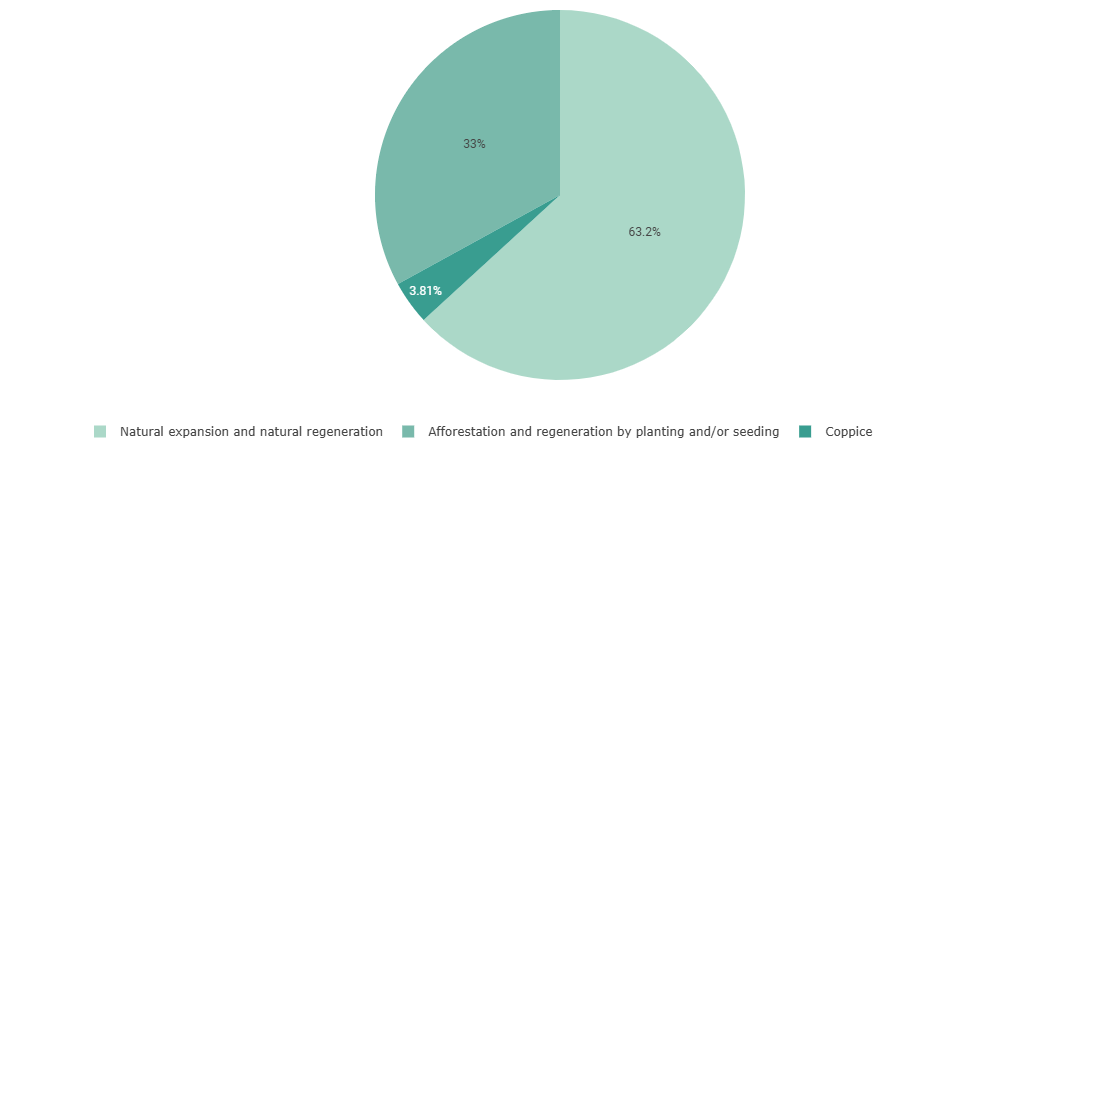 33%
63.2%
3.81%
Natural expansion and natural regeneration
Afforestation and regeneration by planting and/or seeding
Coppice